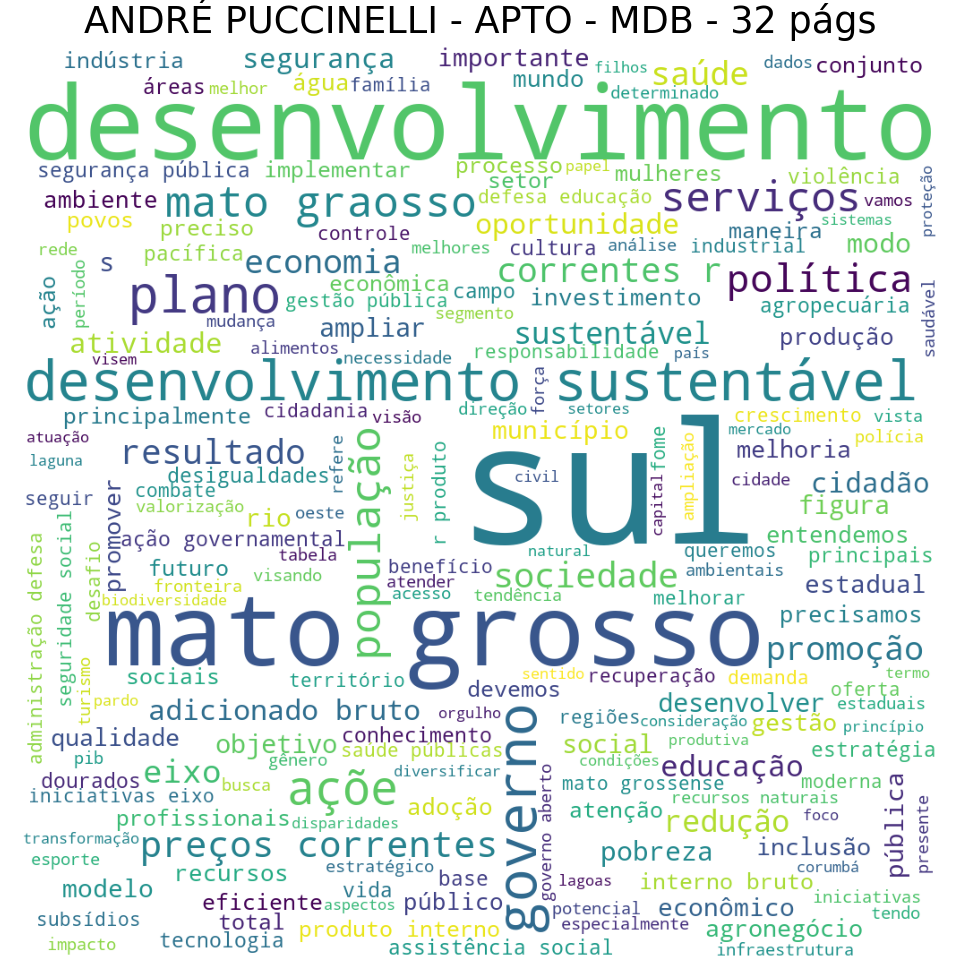 ANDRÉ PUCCINELLI - APTO - MDB - 32 págs
indústria segurança importante mundo filhos saúde dados conjunto
áreas melhor água família determinado
desenvolvimento
segurança pública implementar processo papel setor mulheres violência proteção
ambiente mato graosso defesa educação serviços vamos
povos preciso controle oportunidade maneira sistemas
rede período pacífica melhores cultura análise industrial modo
ação s economia correntes r política
plano econômica gestão pública campo investimento agropecuária saudável
mudança segmento
atividade ampliar sustentável produção
visem alimentos necessidade responsabilidade país
desenvolvimento sustentável
força
principalmente cidadania visão direção setores crescimento vista
atuação resultado refere população justiça r produto município mercado polícia
laguna desigualdades sul civil capital fome ampliação melhoria
seguir promover combate cidade cidadão
valorização rio oeste figura
ação governamental tabela natural queremos entendemos
administração defesa seguridade social desafio futuro visando benefício sociedade ambientais principais
fronteira atender acesso tendência melhorar estadual
biodiversidade precisamos
mato grosso promoção
turismo pardo sociais território devemos sentido recuperação demanda termo
adicionado bruto orgulho governo regiões consideração desenvolver oferta estaduais
qualidade objetivo conhecimento social produtiva gestão princípio
pib gênero saúde públicas condições estratégia
dourados eixo busca diversificar governo aberto mato grossense educação moderna
iniciativas eixo açõe adoção atenção recursos naturais pública presente
profissionais disparidades redução foco
transformação preços correntes estratégico pobreza inclusão
esporte recursos base lagoas corumbá
modelo vida interno bruto iniciativas
eficiente aspectos público potencial econômico tendo
subsídios total produto interno especialmente agronegócio
impacto tecnologia assistência social infraestrutura